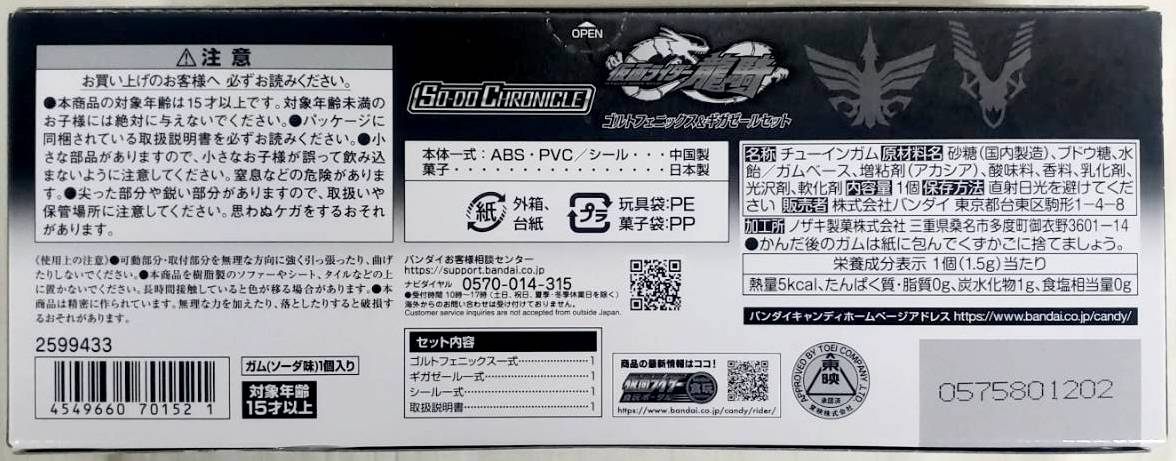 OPEN
⚠注意
お買い上げのお客様へ 必ずお読みください。
●本商品の対象年齢は15才以上です。対象年齢未満の
お子様には絶対に与えないでください。●パッケージに
同梱されている取扱説明書を必ずお読みください。●小
さな部品がありますので、小さなお子様が誤って飲み込
まないように注意してください。窒息などの危険がありま
す。●尖った部分や鋭い部分がありますので、取扱いや
保管場所に注意してください。思わぬケガをするおそれ
があります。
《使用上の注意》●可動部分・取付部分を無理な方向に強く引っ張ったり、曲げ
たりしないでください。●本商品を樹脂製のソファーやシート、タイルなどの上
に置かないでください。長時間接触していると色が移る場合があります。●本
商品は精密に作られています。無理な力を加えたり、落としたりすると破損す
るおそれがあります。
2599433
4549660 70152 1
ガム(ソーダ味)1個入り
対象年齢
15才以上
SO-DO CHRONICLE
仮面ライダー龍騎
ゴルトフェニックス&ギガゼールセット
本体一式:ABS・PVC/シール・・・中国製
菓子・・・・・・・・・・・・・・・・・日本製
紙 外箱、
台紙
プラ 玩具袋:PE
菓子袋:PP
バンダイお客様相談センター
https://support.bandai.co.jp
ナビダイヤル 0570-014-315
●受付時間 10時~17時(土日、祝日、夏季・冬季休業日を除く)
海外からのお問い合わせは受け付けておりません。
Customer service inquiries are not accepted from outside Japan.
セット内容
ゴルトフェニックス一式 1
ギガゼール一式 1
シール一式 1
取扱説明書 1
商品の最新情報はココ!
仮面ライダー
食玩ポータル
食玩
https://www.bandai.co.jp/candy/rider/
名称 チューインガム 原材料名 砂糖(国内製造)、ブドウ糖、水
飴/ガムベース、増粘剤(アカシア)、酸味料、香料、乳化剤、
光沢剤、軟化剤 内容量 1個 保存方法 直射日光を避けてくだ
さい 販売者 株式会社バンダイ 東京都台東区駒形1-4-8
加工所 ノザキ製菓株式会社 三重県桑名市多度町御衣野3601-14
●かんだ後のガムは紙に包んでくずかごに捨てましょう。
栄養成分表示 1個(1.5g)当たり
熱量5kcal、たんぱく質・脂質0g、炭水化物1g、食塩相当量0g
バンダイキャンディホームページアドレス https://www.bandai.co.jp/candy/
APPROVED BY TOEI COMPANY, LTD.
東映
承認済
東映株式会社
0575801202